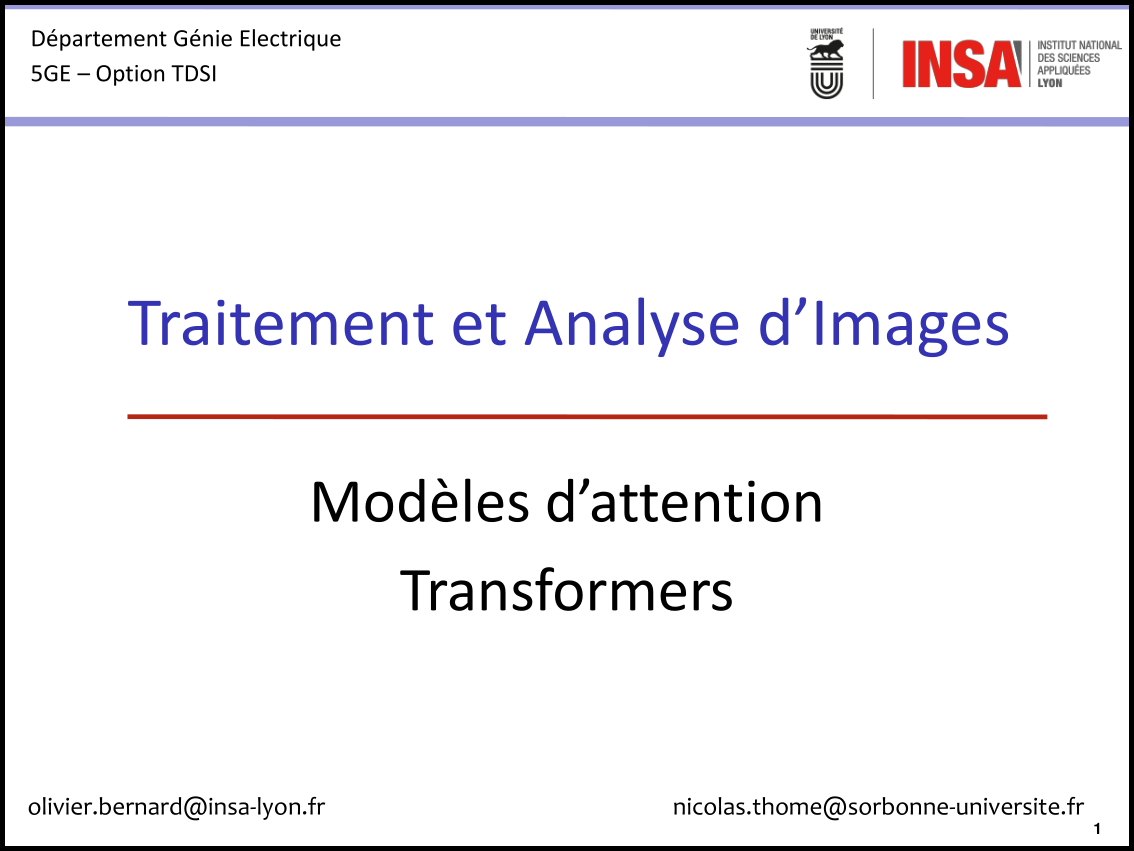 Département Génie Electrique
5GE – Option TDSI
UNIVERSITÉ
DE LYON
INSA
INSTITUT NATIONAL
DES SCIENCES
APPLIQUÉES
LYON
Traitement et Analyse d’Images
Modèles d’attention
Transformers
olivier.bernard@insa-lyon.fr
nicolas.thome@sorbonne-universite.fr
1